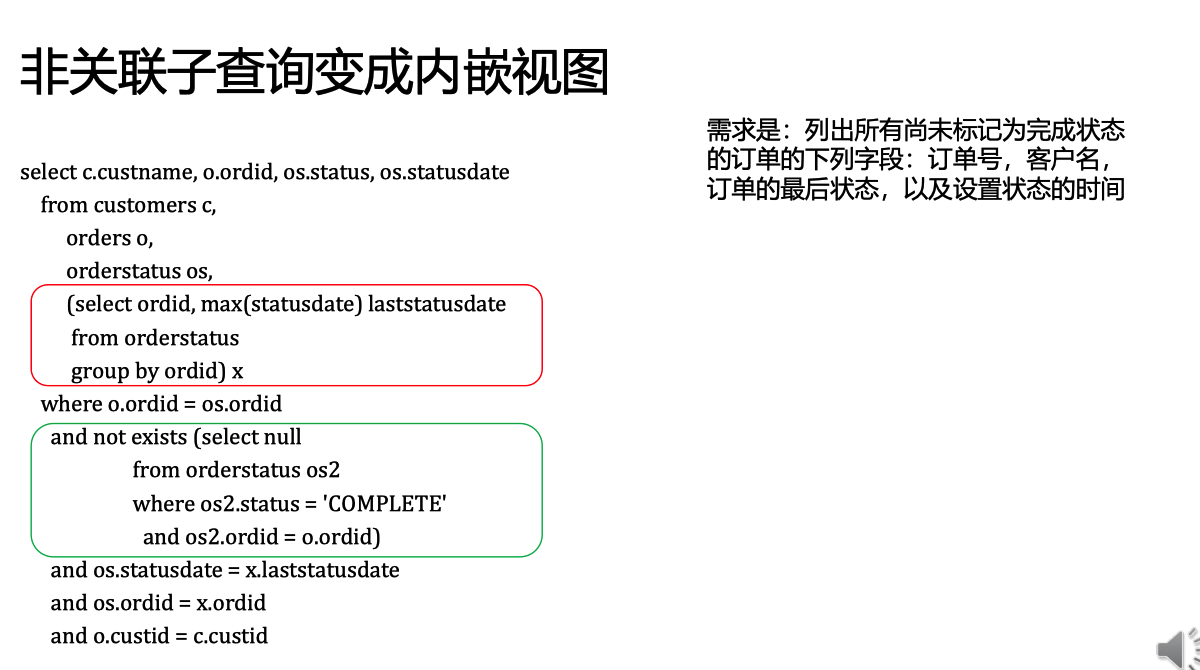 非关联子查询变成内嵌视图
需求是：列出所有尚未标记为完成状态
的订单的下列字段：订单号，客户名，
订单的最后状态，以及设置状态的时间
select c.custname, o.ordid, os.status, os.statusdate
from customers c,
orders o,
orderstatus os,
(select ordid, max(statusdate) laststatusdate
from orderstatus
group by ordid) x
where o.ordid = os.ordid
and not exists (select null
from orderstatus os2
where os2.status = 'COMPLETE'
and os2.ordid = o.ordid)
and os.statusdate = x.laststatusdate
and os.ordid = x.ordid
and o.custid = c.custid